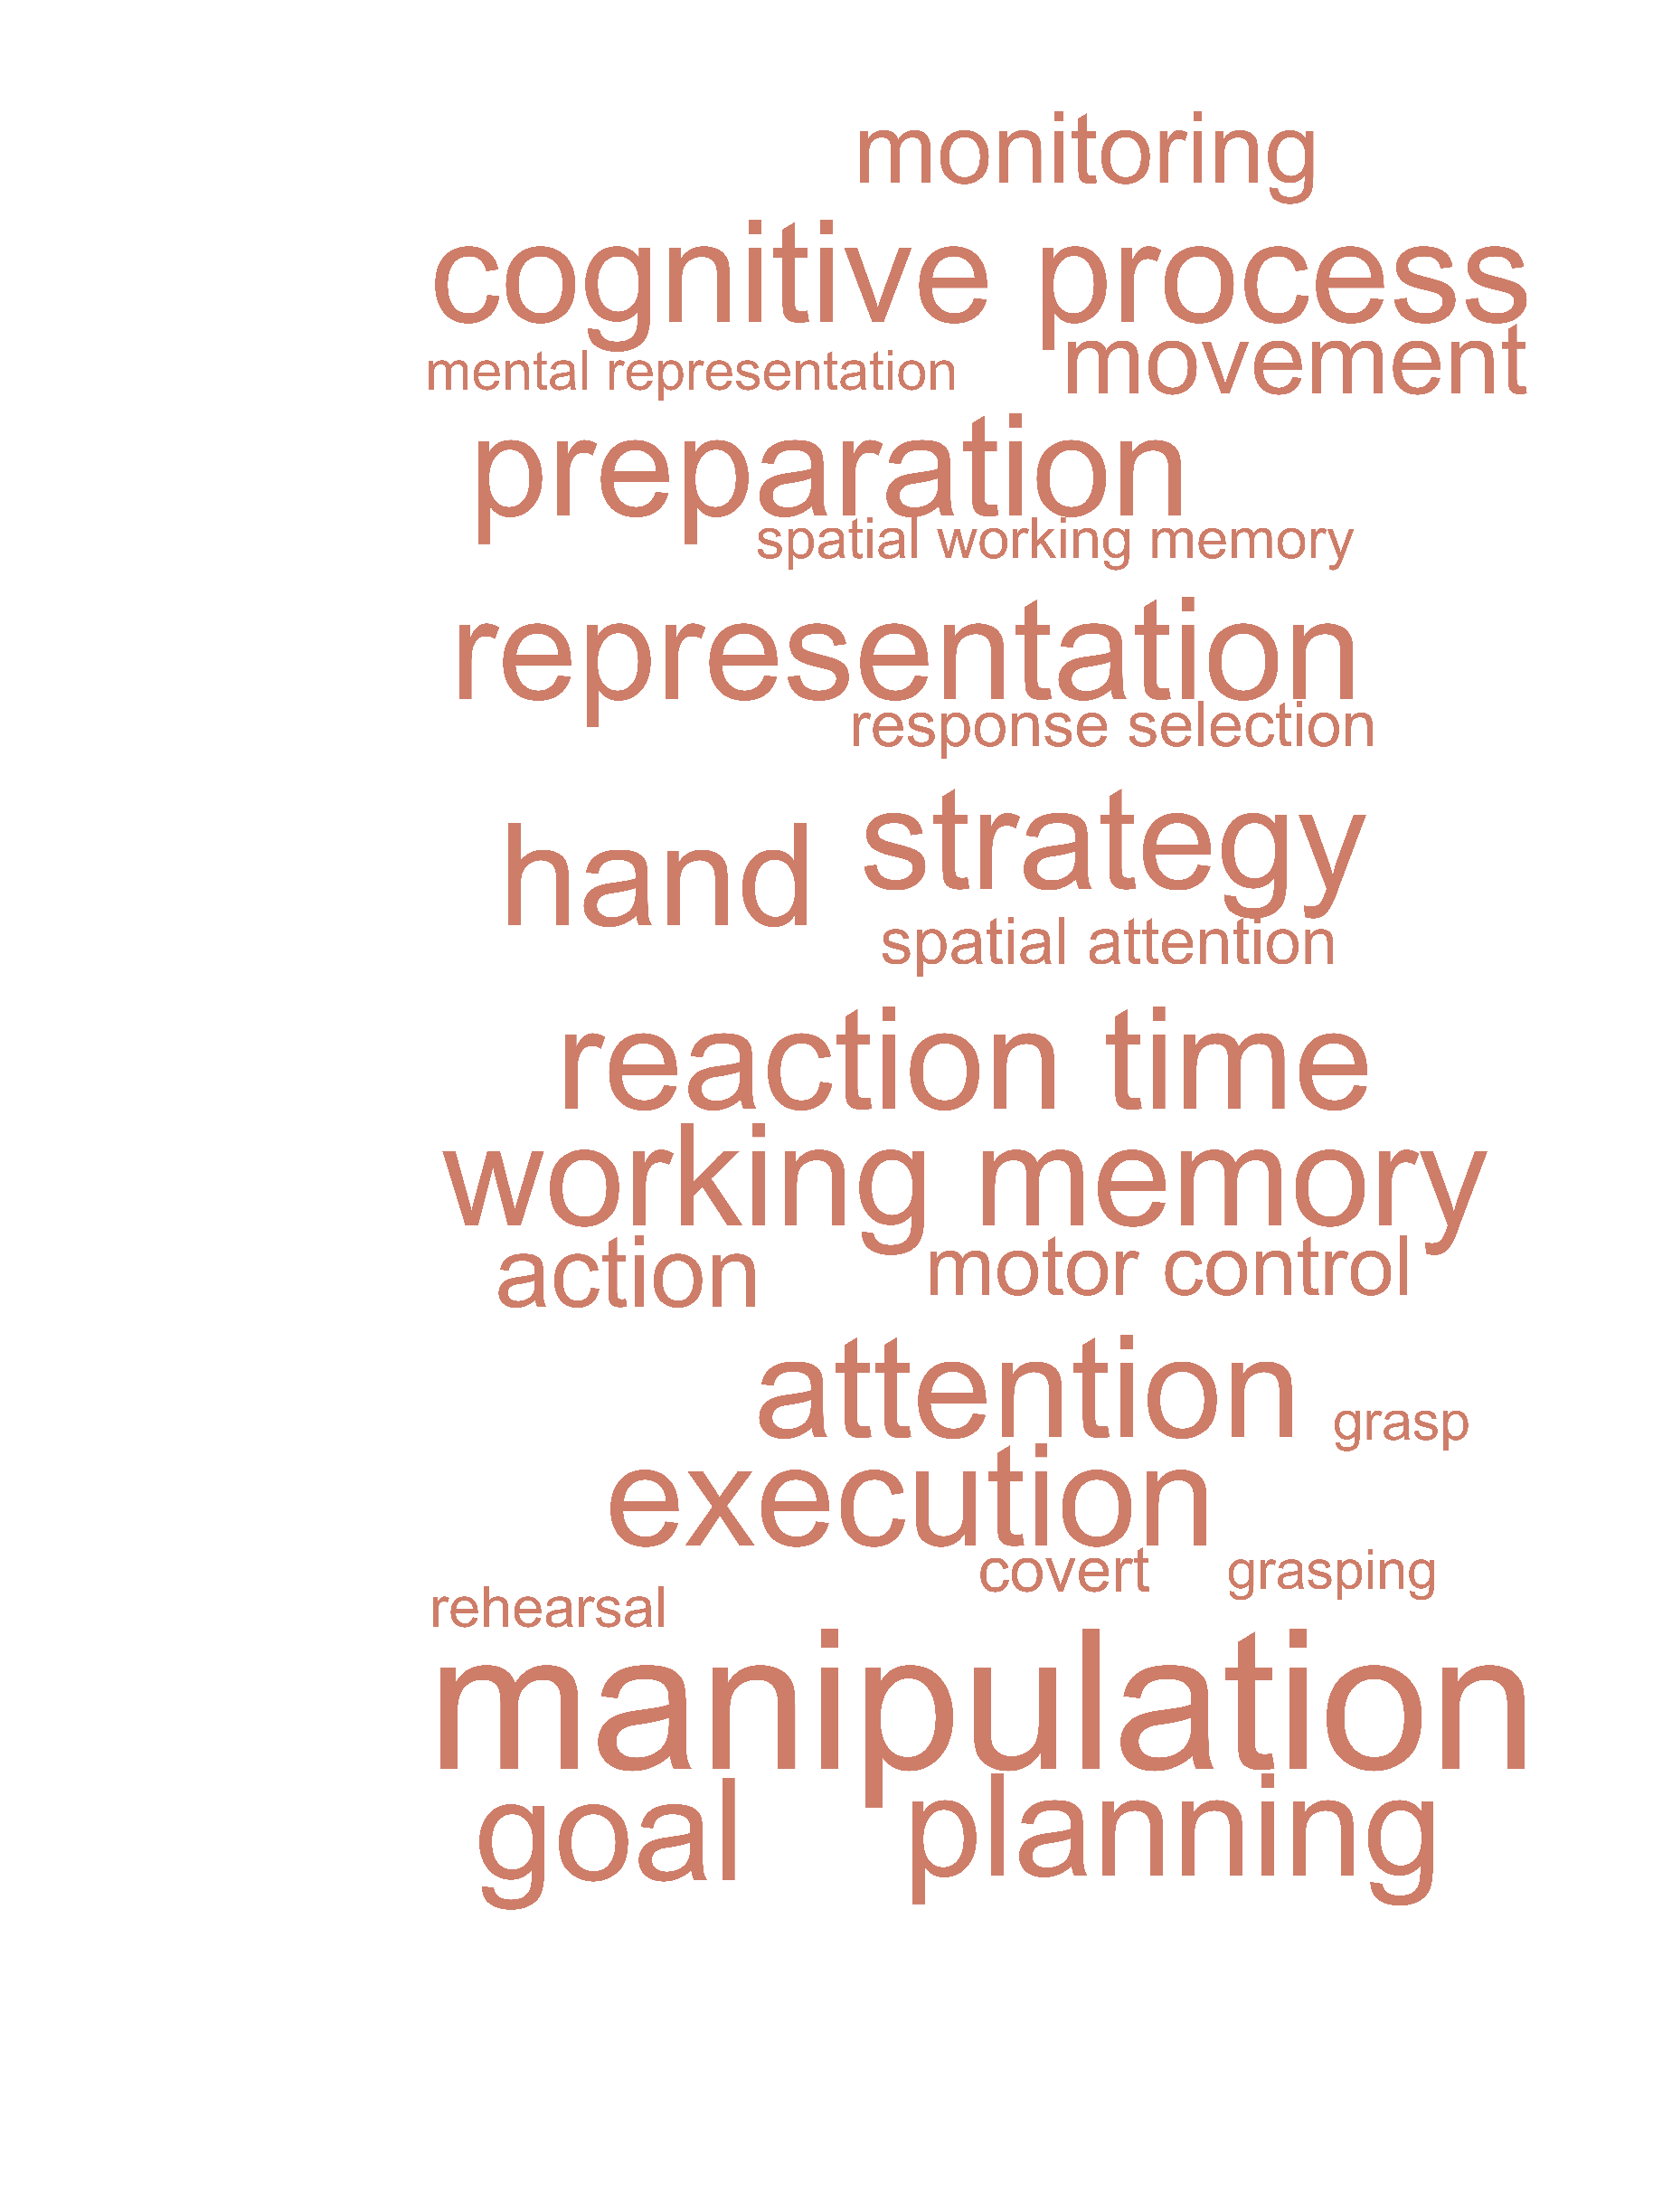 monitoring
cognitive process
mental representation movement
preparation
spatial working memory
representation
response selection
hand strategy
spatial attention
reaction time
working memory
action motor control
attention grasp
execution
covert grasping
rehearsal
manipulation
goal planning